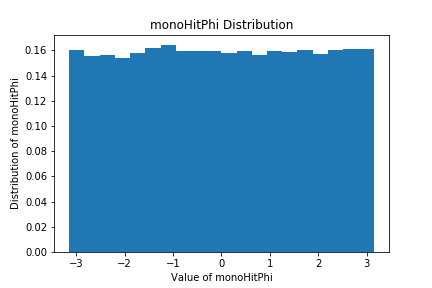 monoHitPhi Distribution
Distribution of monoHitPhi
0.16
0.14
0.12
0.10
0.08
0.06
0.04
0.02
0.00
−3 −2 −1 0 1 2 3
Value of monoHitPhi